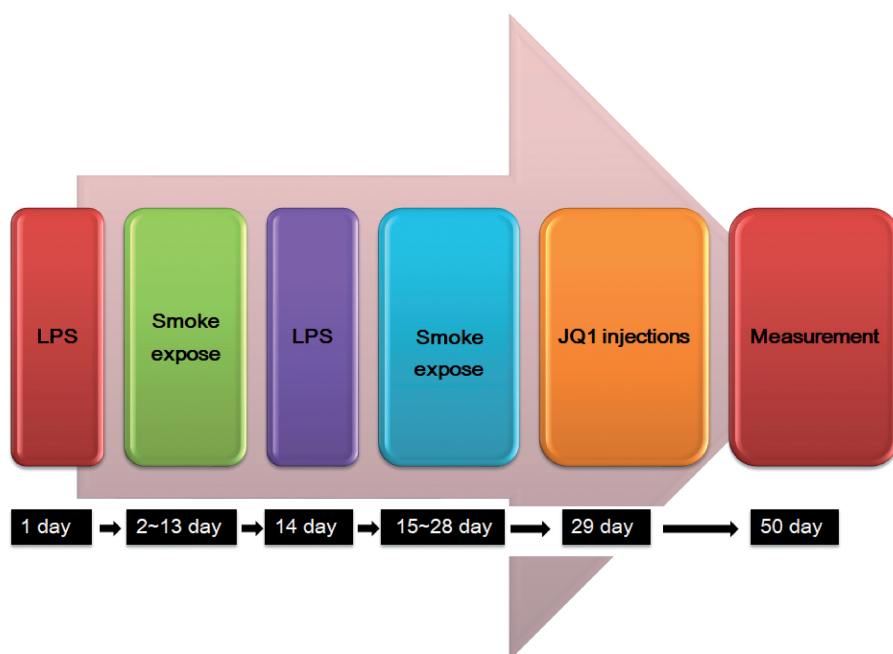 LPS
Smoke
expose
LPS
Smoke
expose
JQ1 injections
Measurement
1 day
2~13 day
14 day
15~28 day
29 day
50 day